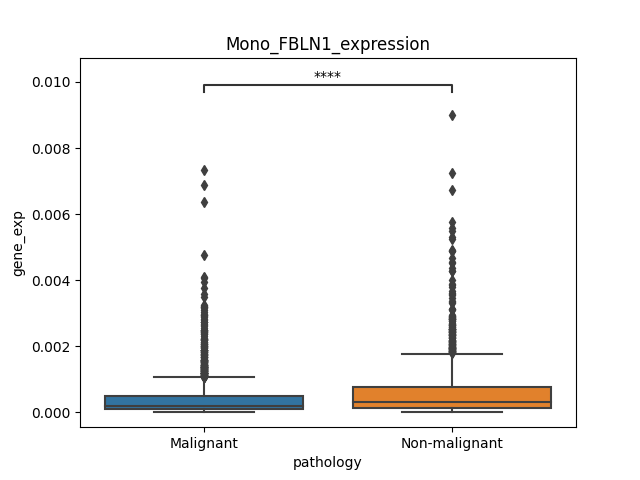 Mono_FBLN1_expression
****
0.010
0.008
0.006
0.004
0.002
0.000
gene_exp
Malignant
Non-malignant
pathology